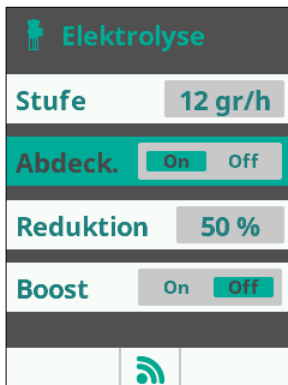 Elektrolyse
Stufe 12 gr/h
Abdeck. On Off
Reduktion 50 %
Boost On Off